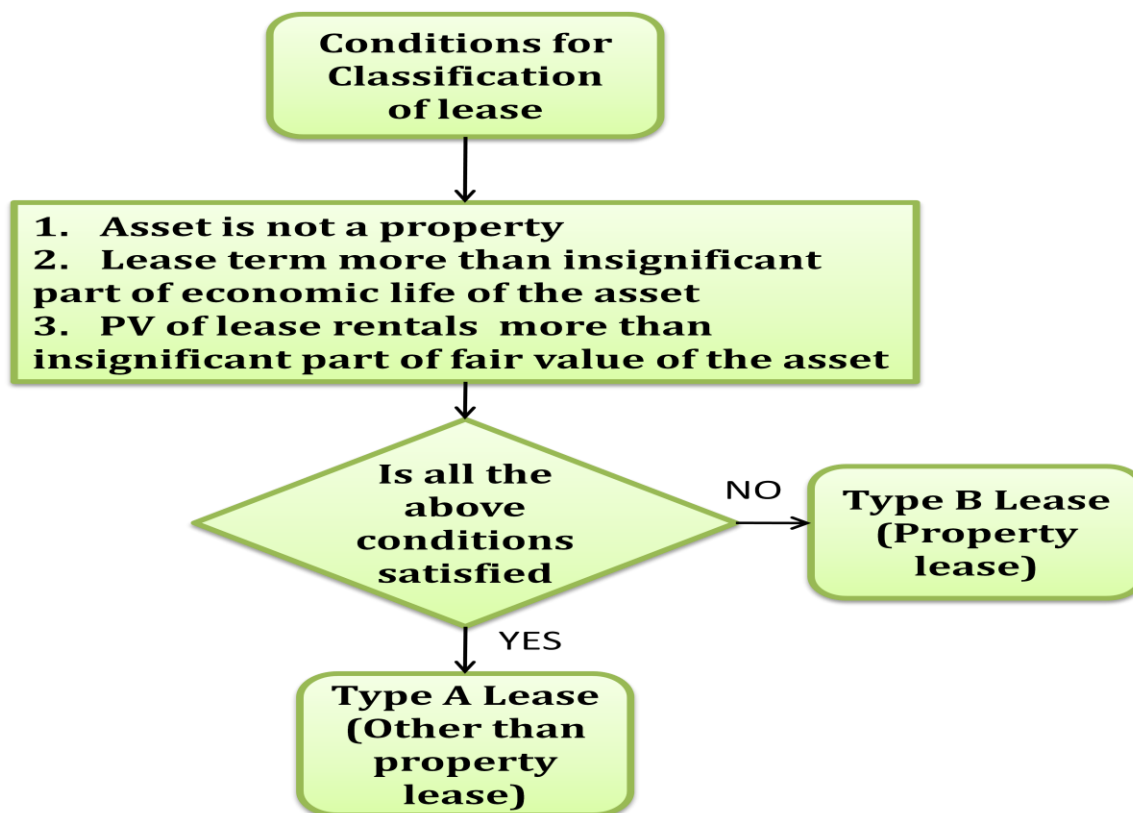 Conditions for
Classification
of lease
1. Asset is not a property
2. Lease term more than insignificant
part of economic life of the asset
3. PV of lease rentals more than
insignificant part of fair value of the asset
Is all the
above
conditions
satisfied
NO
Type B Lease
(Property
lease)
YES
Type A Lease
(Other than
property
lease)